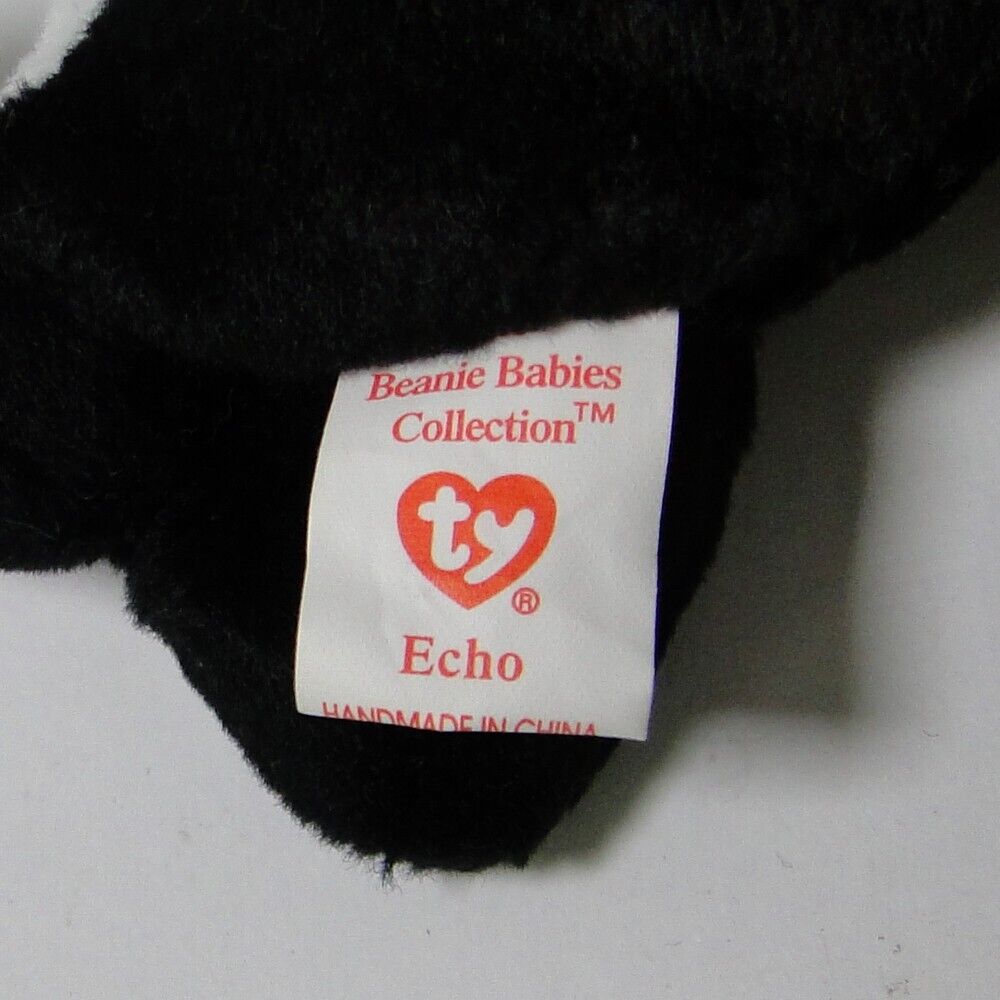 Beanie Babies
Collection™
ty®
Echo
HANDMADE IN CHINA